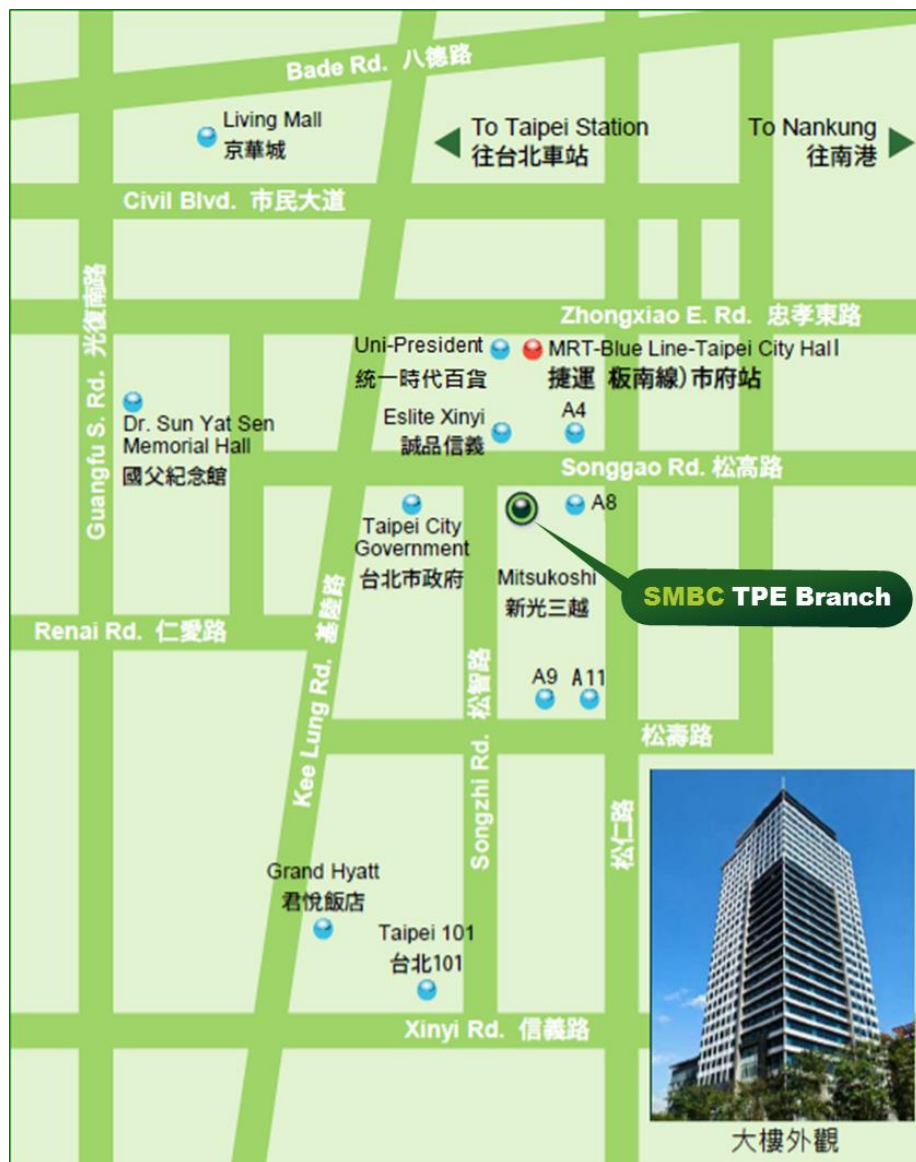 Bade Rd. 八德路
Living Mall
京華城
To Taipei Station
往台北車站
To Nankung
往南港
Civil Blvd. 市民大道
Guangfu S. Rd. 光復南路
Zhongxiao E. Rd. 忠孝東路
Uni-President
統一時代百貨
MRT-Blue Line-Taipei City Hall
捷運 板南線)市府站
Dr. Sun Yat Sen
Memorial Hall
國父紀念館
Eslite Xinyi
誠品信義
A4
Songgao Rd. 松高路
Taipei City
Government
台北市政府
A8
Mitsukoshi
新光三越
SMBC TPE Branch
Renai Rd. 仁愛路
Kee Lung Rd. 基隆路
Songzhi Rd. 松智路
A9
A11
松壽路
松仁路
Grand Hyatt
君悅飯店
Taipei 101
台北101
Xinyi Rd. 信義路
大樓外觀